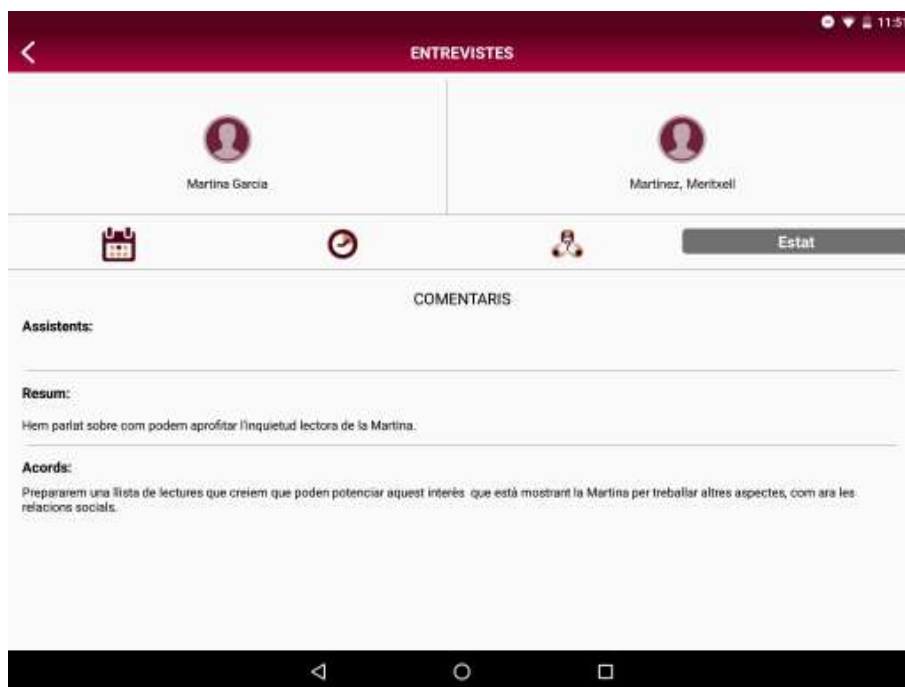 11:51
ENTREVISTES
Martina Garcia
Martínez, Meritxell
Estat
COMENTARIS
Assistents:
Resum:
Hem parlat sobre com podem aprofitar l'inquietud lectora de la Martina.
Acords:
Prepararem una llista de lectures que creiem que poden potenciar aquest interès que està mostrant la Martina per treballar altres aspectes, com ara les
relacions socials.